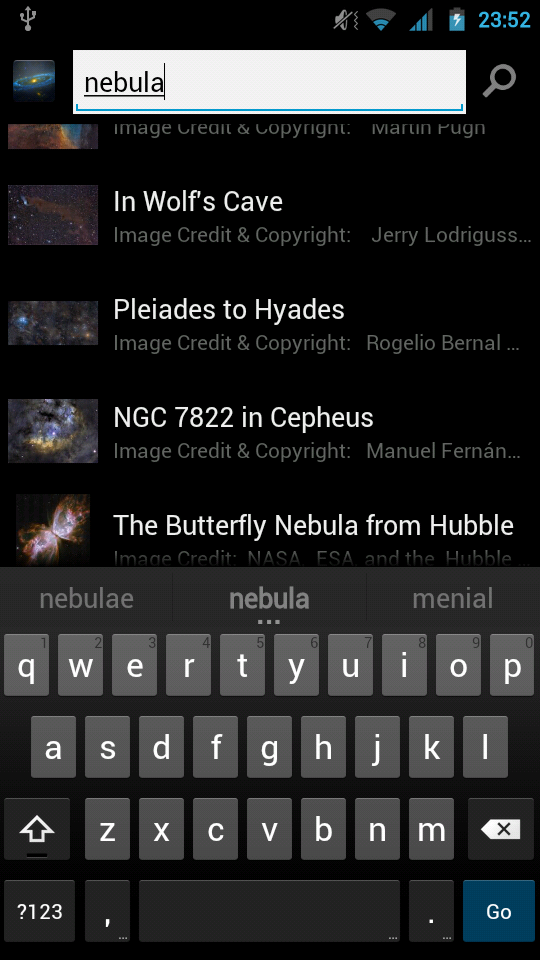 23:52
nebula
Image Credit & Copyright: Martin Pugh
In Wolf's Cave
Image Credit & Copyright: Jerry Lodriguss...
Pleiades to Hyades
Image Credit & Copyright: Rogelio Bernal ...
NGC 7822 in Cepheus
Image Credit & Copyright: Manuel Fernán...
The Butterfly Nebula from Hubble
Image Credit: NASA, ESA, and the Hubble...
nebulae nebula menial
1 2 3 4 5 6 7 8 9 0
q w e r t y u i o p
a s d f g h j k l
z x c v b n m
?123 , . Go